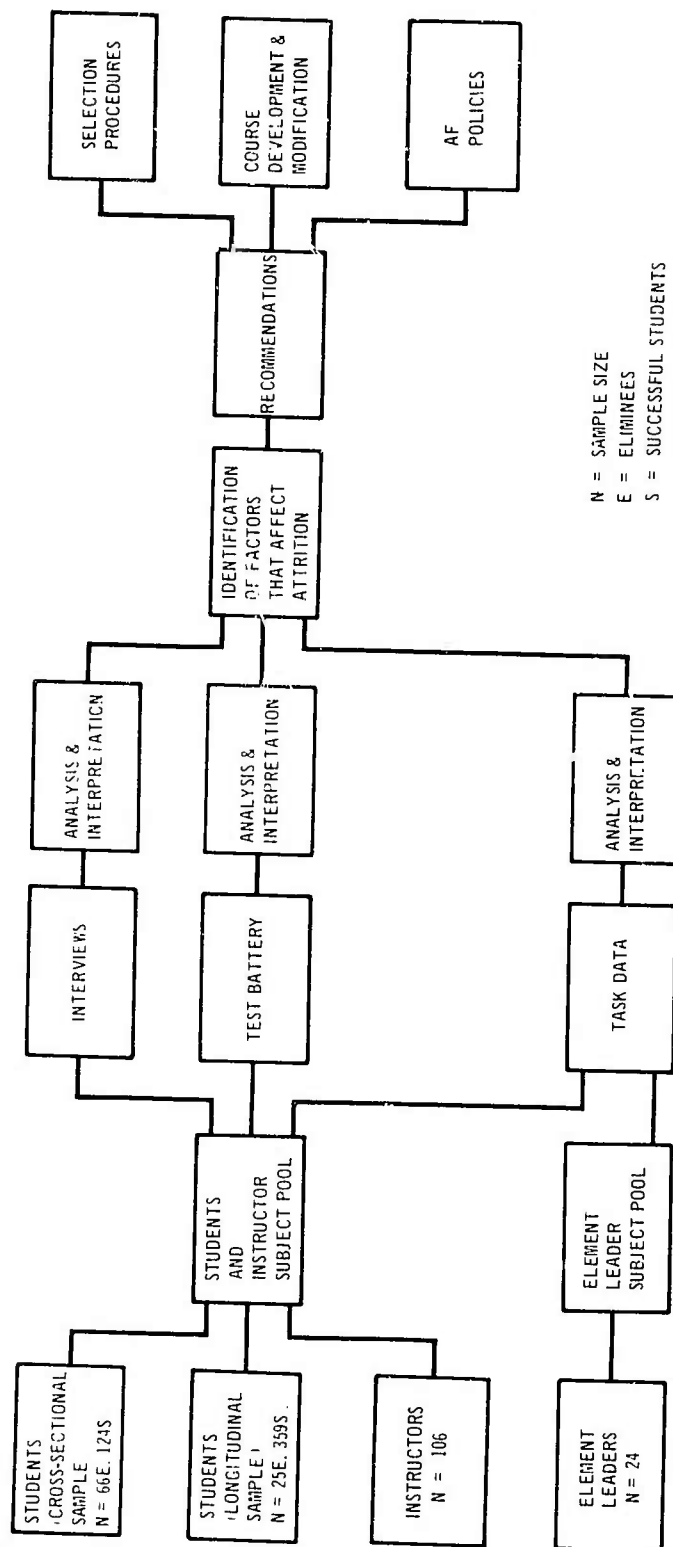 STUDENTS
(CROSS-SECTIONAL
SAMPLE
N = 66E, 124S
STUDENTS
(LONGITUDINAL
SAMPLE)
N = 25E, 359S.
INSTRUCTORS
N = 106
ELEMENT
LEADERS
N = 24
STUDENTS
AND
INSTRUCTOR
SUBJECT POOL
ELEMENT
LEADER
SUBJECT POOL
INTERVIEWS
TEST BATTERY
TASK DATA
ANALYSIS &
INTERPRETATION
ANALYSIS &
INTERPRETATION
ANALYSIS &
INTERPRETATION
IDENTIFICATION
OF FACTORS
THAT AFFECT
ATTRITION
RECOMMENDATIONS
SELECTION
PROCEDURES
COURSE
DEVELOPMENT &
MODIFICATION
AF
POLICIES
N = SAMPLE SIZE
E = ELIMINEES
S = SUCCESSFUL STUDENTS